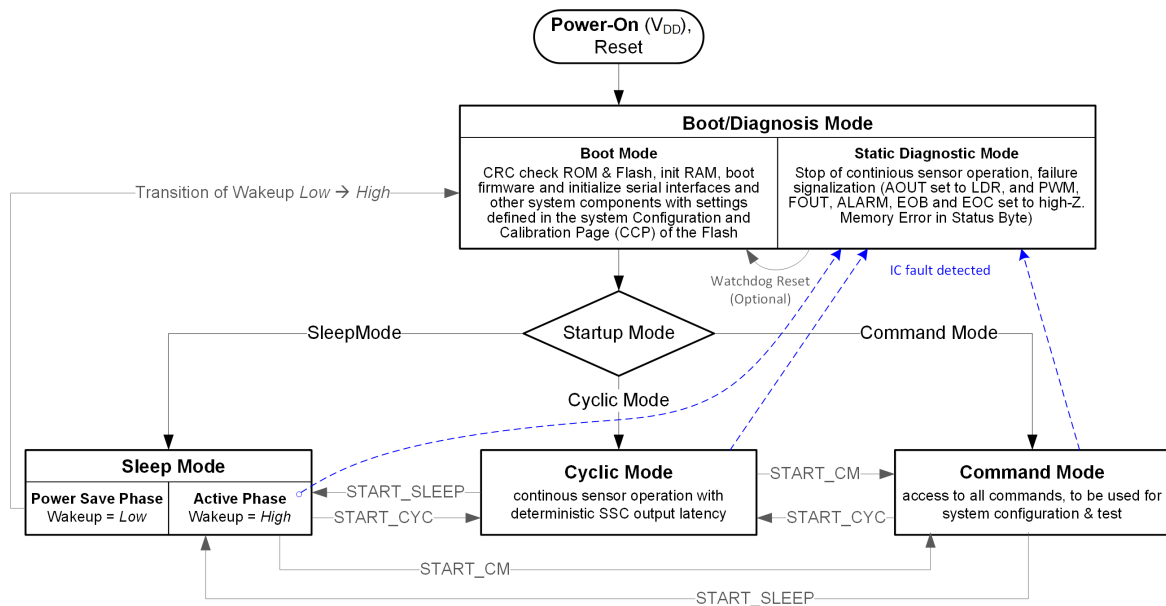 Power-On (VDD),
Reset
Boot/Diagnosis Mode
Boot Mode
CRC check ROM & Flash, init RAM, boot
firmware and initialize serial interfaces and
other system components with settings
defined in the system Configuration and
Calibration Page (CCP) of the Flash
Static Diagnostic Mode
Stop of continious sensor operation, failure
signalization (AOUT set to LDR, and PWM,
FOUT, ALARM, EOB and EOC set to high-Z.
Memory Error in Status Byte)
Transition of Wakeup Low → High
Watchdog Reset
(Optional)
IC fault detected
Startup Mode
SleepMode
Command Mode
Cyclic Mode
Sleep Mode
Power Save Phase
Wakeup = Low
Active Phase
Wakeup = High
START_SLEEP
START_CYC
Cyclic Mode
continous sensor operation with
deterministic SSC output latency
START_CM
START_CYC
Command Mode
access to all commands, to be used for
system configuration & test
START_CM
START_SLEEP